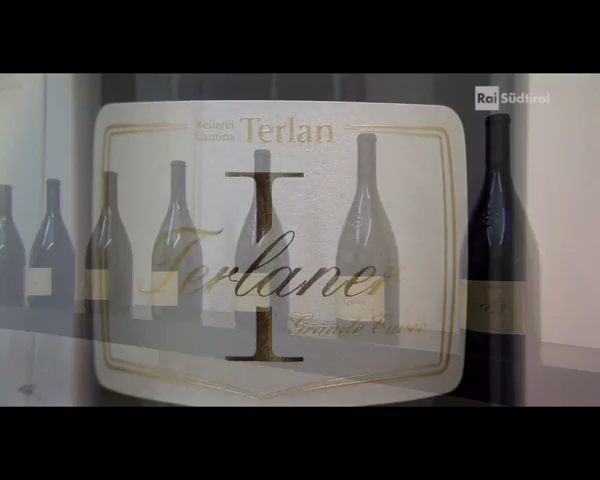 Rai Südtirol
Kellerei
Cantina
Terlan
I
Terlaner
Grande Cuvée